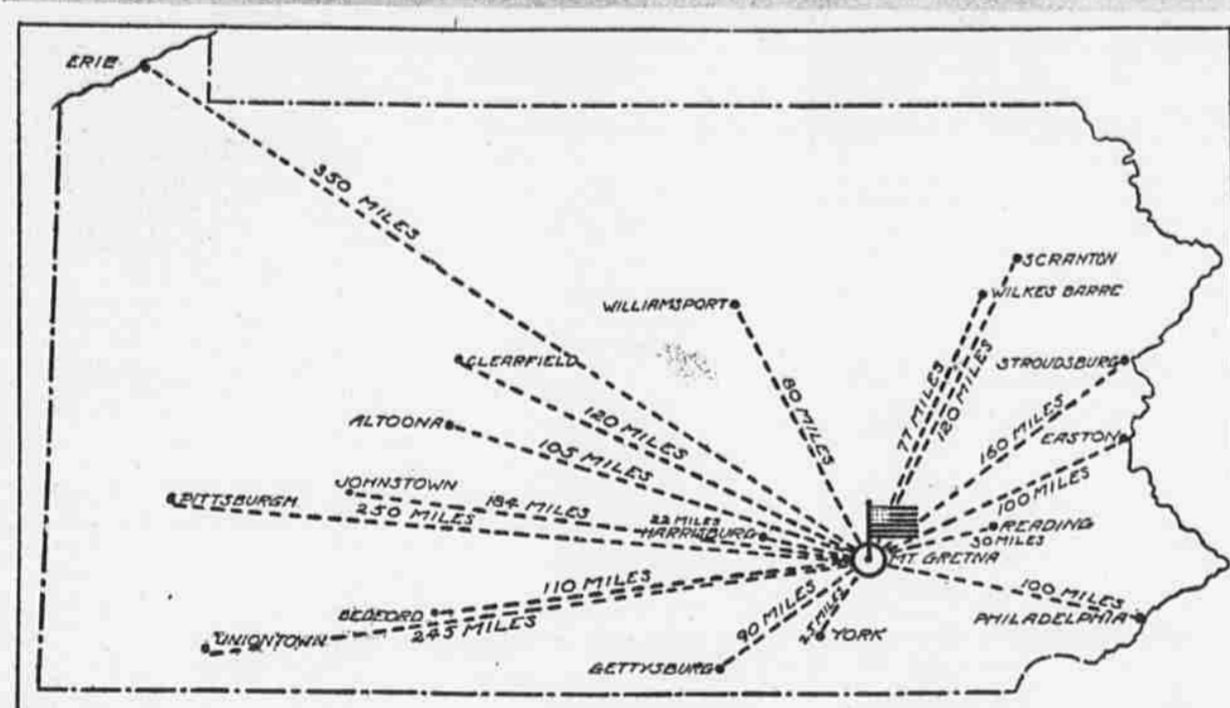 ERIE
350 MILES
SCRANTON
WILKES BARRE
WILLIAMSPORT
CLEARFIELD
STROUDSBURG
80 MILES
77 MILES
120 MILES
160 MILES
120 MILES
ALTOONA
105 MILES
EASTON
100 MILES
JOHNSTOWN
184 MILES
PITTSBURGH
250 MILES
22 MILES
HARRISBURG
READING
30 MILES
MT. GRETNA
110 MILES
100 MILES
BEDFORD
245 MILES
PHILADELPHIA
UNIONTOWN
90 MILES
MILES
YORK
GETTYSBURG